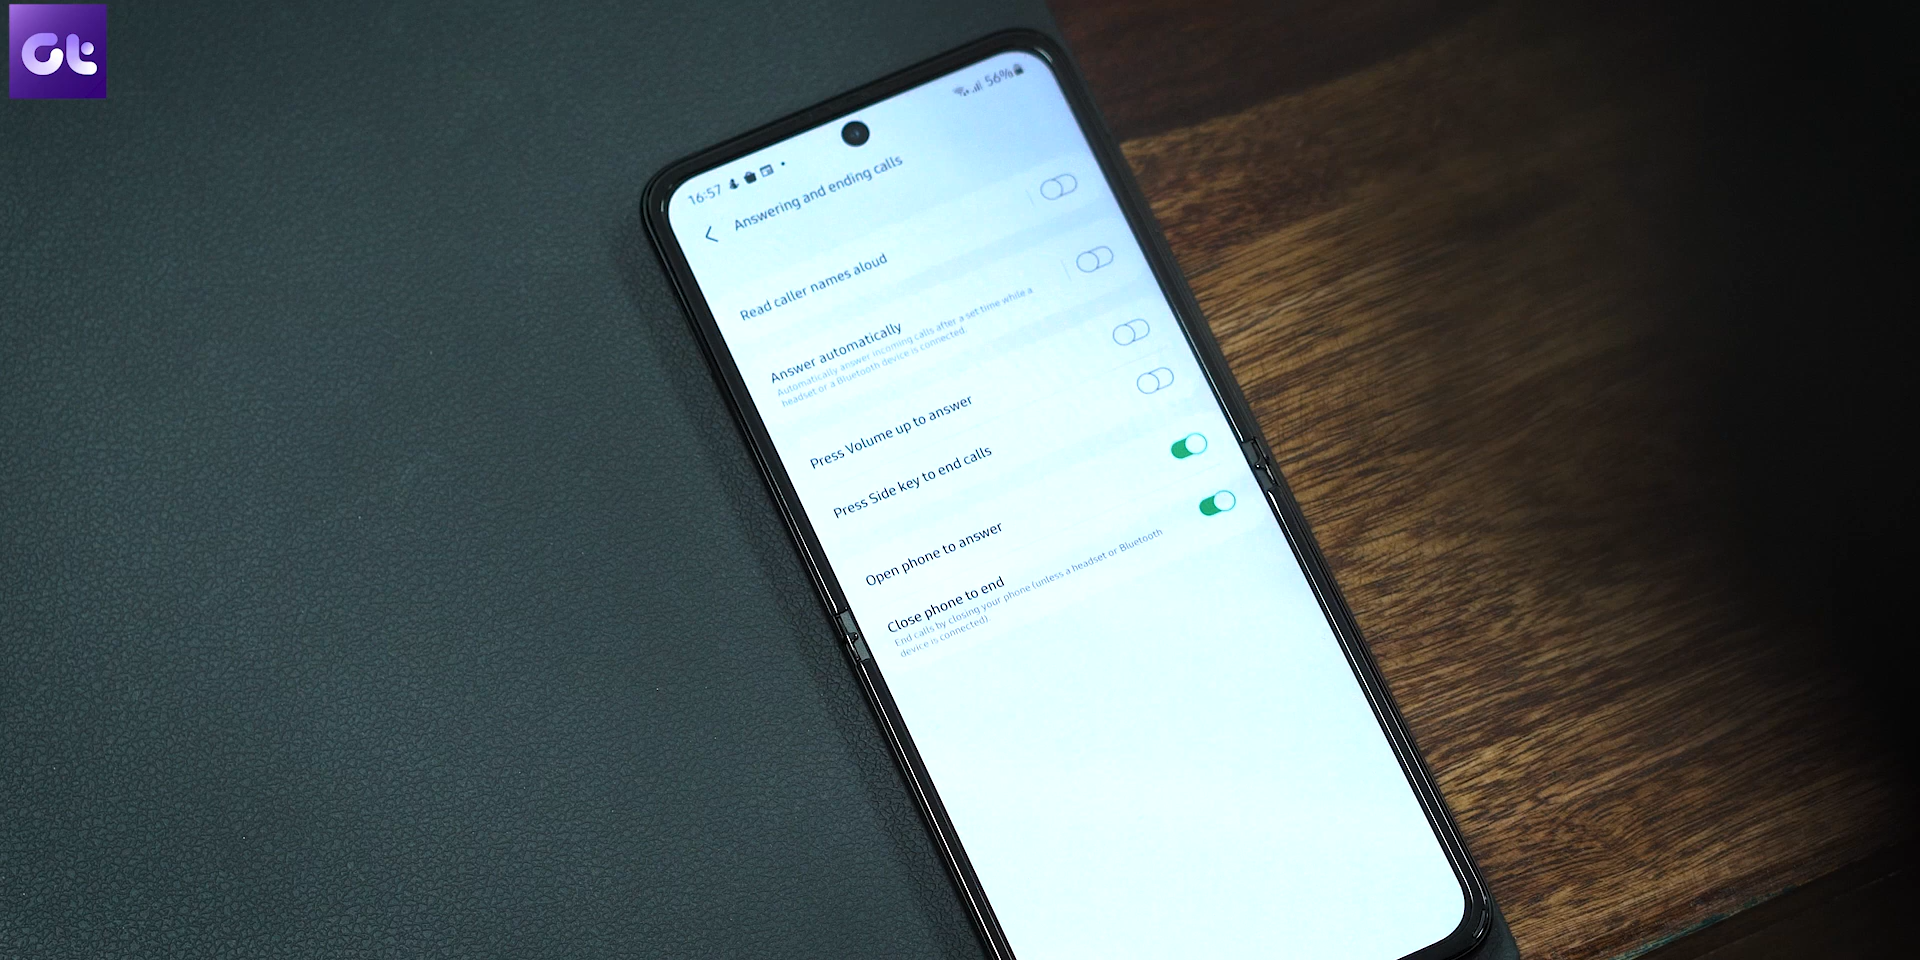 Gt
16:57
56%
Answering and ending calls
Read caller names aloud
Answer automatically
Automatically answer incoming calls after a set time while a
headset or a Bluetooth device is connected.
Press Volume up to answer
Press Side key to end calls
Open phone to answer
Close phone to end
End calls by closing your phone (unless a headset or Bluetooth
device is connected).